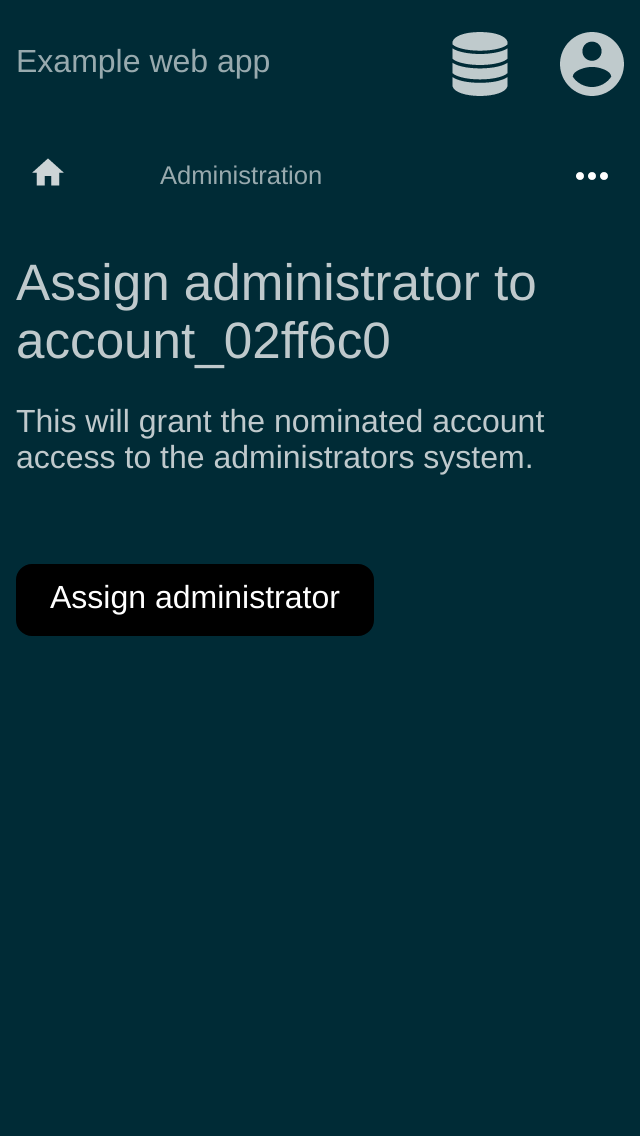 Example web app
Administration
Assign administrator to
account_02ff6c0
This will grant the nominated account
access to the administrators system.
Assign administrator